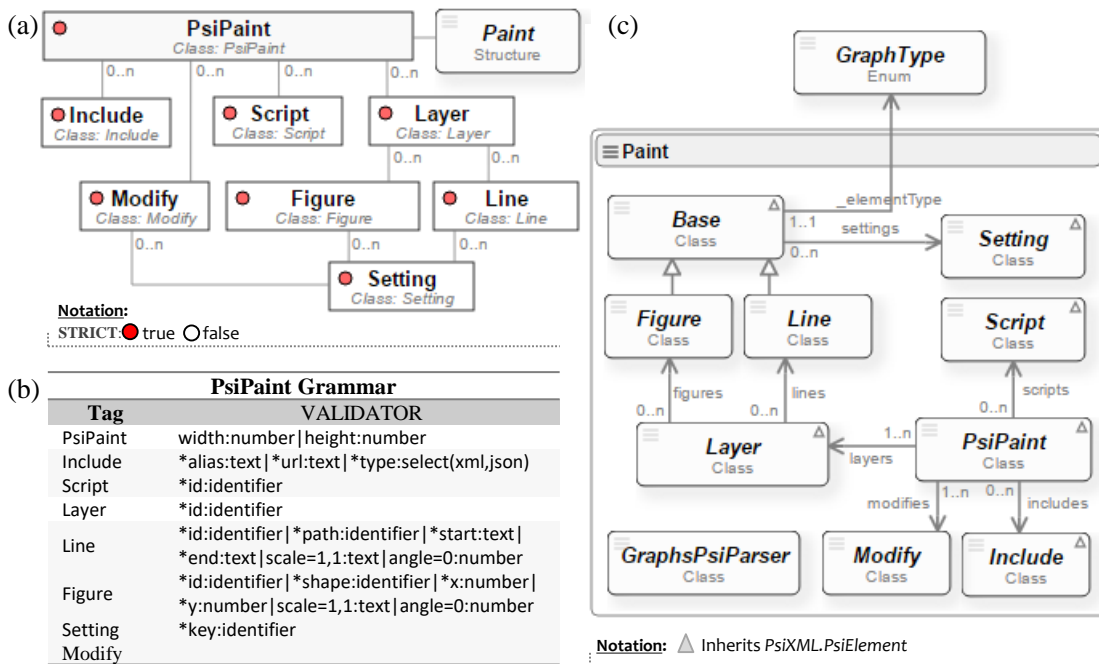 (a)
PsiPaint
Class: PsiPaint
Paint
Structure
0..n 0..n 0..n 0..n
Include
Class: Include
Script
Class: Script
Layer
Class: Layer
0..n 0..n
Modify
Class: Modify
Figure
Class: Figure
Line
Class: Line
0..n 0..n 0..n
Setting
Class: Setting
Notation:
STRICT: true false
(b)
PsiPaint Grammar
Tag VALIDATOR
PsiPaint width:number|height:number
Include *alias:text|*url:text|*type:select(xml,json)
Script *id:identifier
Layer *id:identifier
Line *id:identifier|*path:identifier|*start:text|
*end:text|scale=1,1:text|angle=0:number
Figure *id:identifier|*shape:identifier|*x:number|
*y:number|scale=1,1:text|angle=0:number
Setting *key:identifier
Modify
(c)
GraphType
Enum
Paint
_elementType
Base
Class
1..1
settings
0..n
Setting
Class
Figure
Class
Line
Class
Script
Class
figures lines scripts
0..n 0..n 0..n
Layer
Class
1..n
layers
PsiPaint
Class
modifies 1..n 0..n includes
GraphsPsiParser
Class
Modify
Class
Include
Class
Notation: Inherits PsiXML.PsiElement